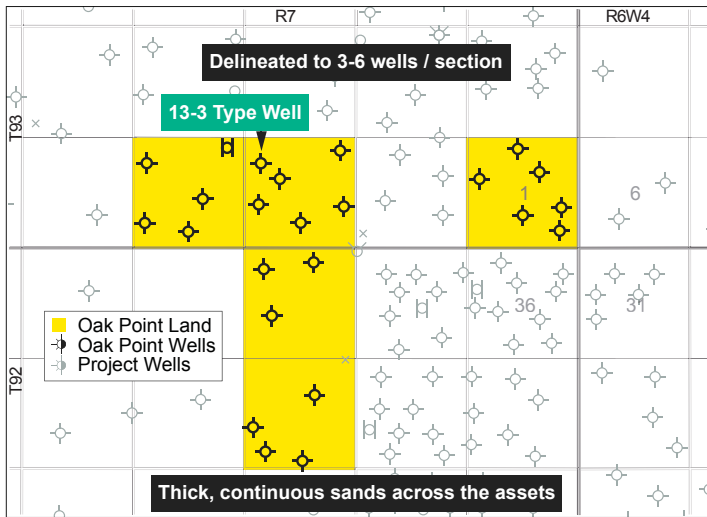 R7
R6W4
Delineated to 3-6 wells / section
13-3 Type Well
T93
1
6
36
31
Oak Point Land
Oak Point Wells
Project Wells
T92
Thick, continuous sands across the assets